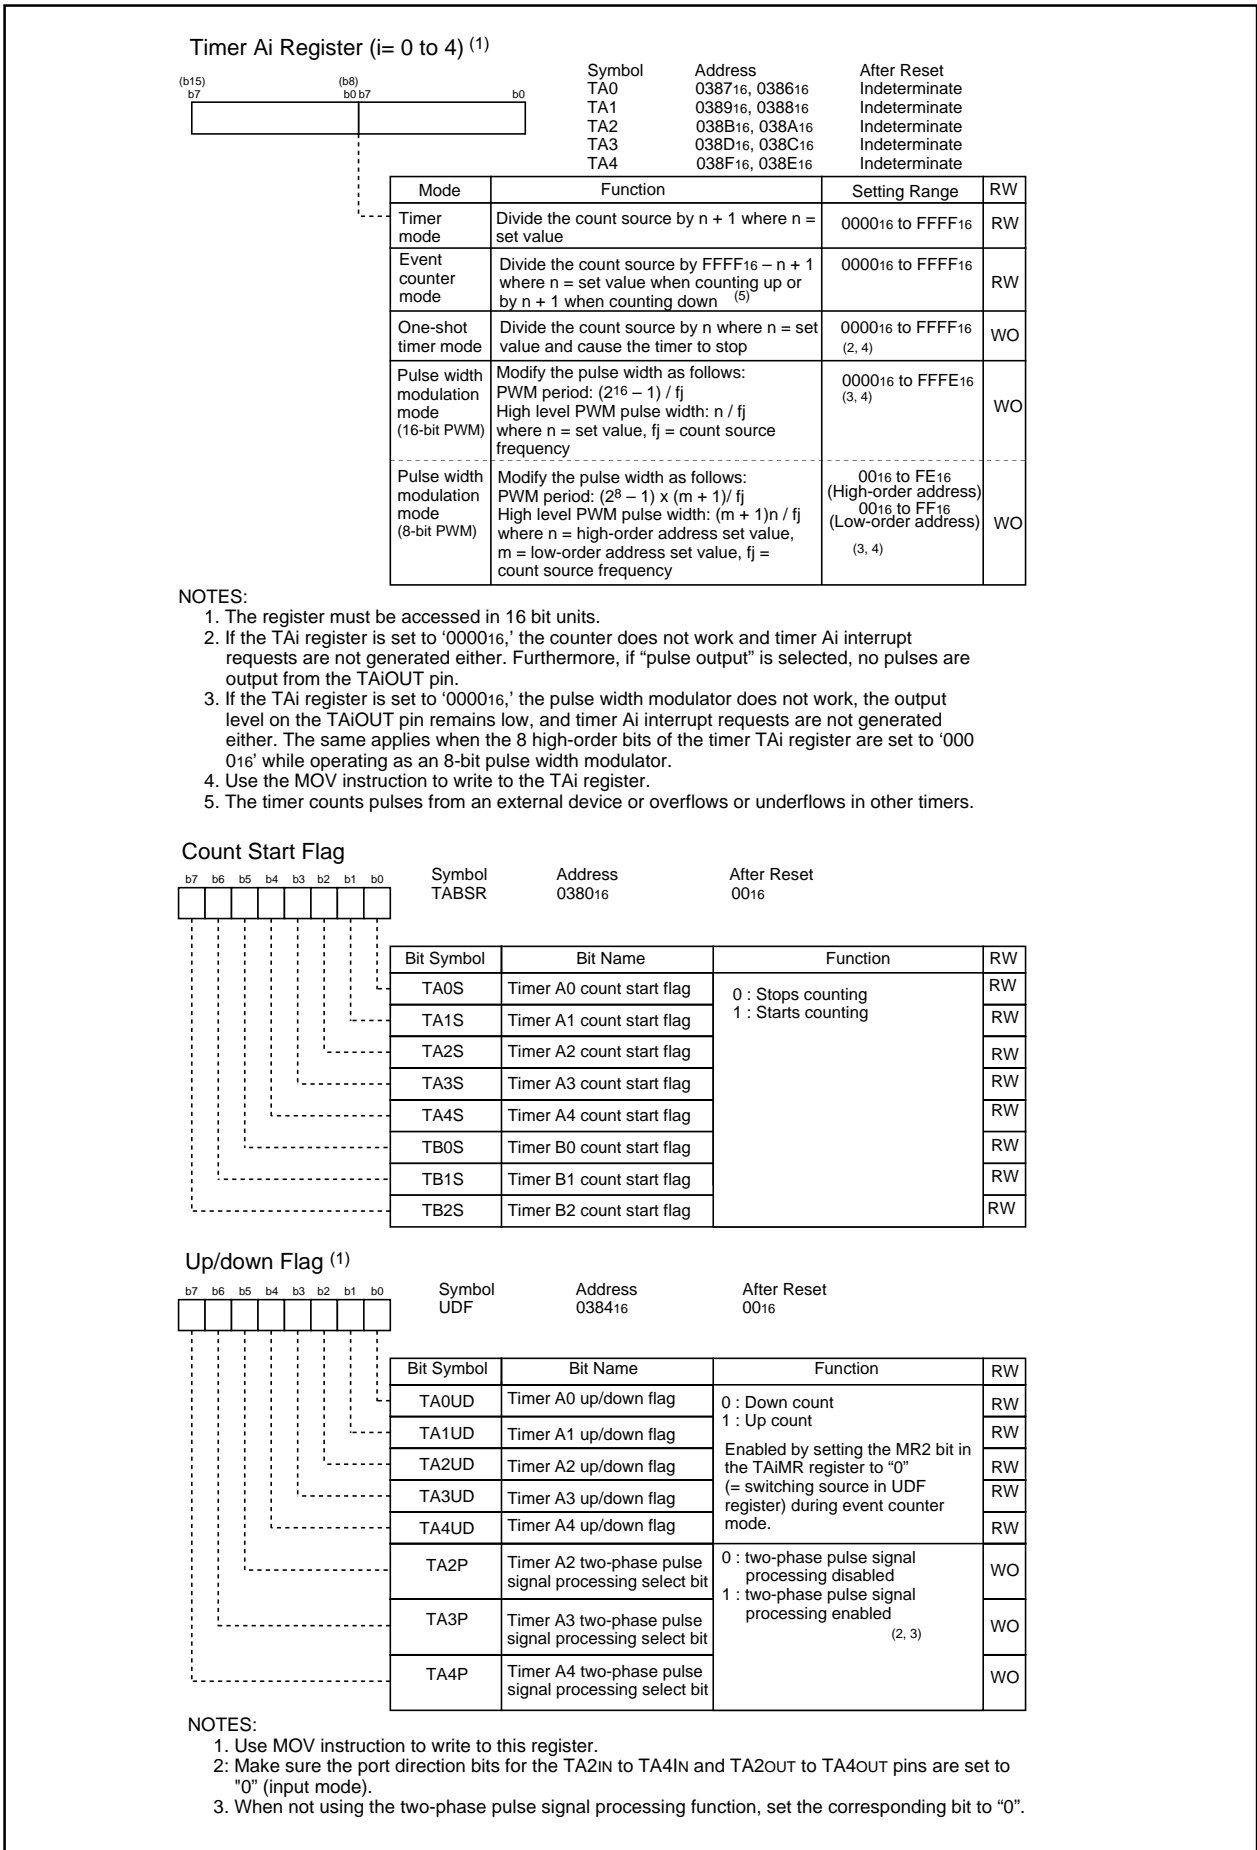 Timer Ai Register (i= 0 to 4) (1)
(b15) (b8)
b7 b0 b7 b0
Symbol Address After Reset
TA0 038716, 038616 Indeterminate
TA1 038916, 038816 Indeterminate
TA2 038B16, 038A16 Indeterminate
TA3 038D16, 038C16 Indeterminate
TA4 038F16, 038E16 Indeterminate
Mode Function Setting Range RW
Timer mode
Divide the count source by n + 1 where n =
set value
000016 to FFFF16 RW
Event
counter
mode
Divide the count source by FFFF16 – n + 1
where n = set value when counting up or
by n + 1 when counting down (5)
000016 to FFFF16
RW
One-shot
timer mode
Divide the count source by n where n = set
value and cause the timer to stop
000016 to FFFF16
(2, 4)
WO
Pulse width
modulation
mode
(16-bit PWM)
Modify the pulse width as follows:
PWM period: (216 – 1) / fj
High level PWM pulse width: n / fj
where n = set value, fj = count source
frequency
000016 to FFFE16
(3, 4)
WO
Pulse width
modulation
mode
(8-bit PWM)
Modify the pulse width as follows:
PWM period: (28 – 1) x (m + 1)/ fj
High level PWM pulse width: (m + 1)n / fj
where n = high-order address set value,
m = low-order address set value, fj =
count source frequency
0016 to FE16
(High-order address)
0016 to FF16
(Low-order address)
(3, 4)
WO
NOTES:
1. The register must be accessed in 16 bit units.
2. If the TAi register is set to ‘000016,’ the counter does not work and timer Ai interrupt
requests are not generated either. Furthermore, if “pulse output” is selected, no pulses are
output from the TAiOUT pin.
3. If the TAi register is set to ‘000016,’ the pulse width modulator does not work, the output
level on the TAiOUT pin remains low, and timer Ai interrupt requests are not generated
either. The same applies when the 8 high-order bits of the timer TAi register are set to ‘000
016’ while operating as an 8-bit pulse width modulator.
4. Use the MOV instruction to write to the TAi register.
5. The timer counts pulses from an external device or overflows or underflows in other timers.
Count Start Flag
b7 b6 b5 b4 b3 b2 b1 b0
Symbol Address After Reset
TABSR 038016 0016
Bit Symbol Bit Name Function RW
TA0S Timer A0 count start flag 0 : Stops counting RW
1 : Starts counting
TA1S Timer A1 count start flag RW
TA2S Timer A2 count start flag RW
TA3S Timer A3 count start flag RW
TA4S Timer A4 count start flag RW
TB0S Timer B0 count start flag RW
TB1S Timer B1 count start flag RW
TB2S Timer B2 count start flag RW
Up/down Flag (1)
b7 b6 b5 b4 b3 b2 b1 b0
Symbol Address After Reset
UDF 038416 0016
Bit Symbol Bit Name Function RW
TA0UD Timer A0 up/down flag RW
TA1UD Timer A1 up/down flag RW
TA2UD Timer A2 up/down flag RW
TA3UD Timer A3 up/down flag RW
TA4UD Timer A4 up/down flag RW
0 : Down count
1 : Up count
Enabled by setting the MR2 bit in
the TAiMR register to “0”
(= switching source in UDF
register) during event counter
mode.
TA2P
Timer A2 two-phase pulse
signal processing select bit
WO
TA3P
Timer A3 two-phase pulse
signal processing select bit
WO
TA4P
Timer A4 two-phase pulse
signal processing select bit
WO
0 : two-phase pulse signal
processing disabled
1 : two-phase pulse signal
processing enabled
(2, 3)
NOTES:
1. Use MOV instruction to write to this register.
2: Make sure the port direction bits for the TA2IN to TA4IN and TA2OUT to TA4OUT pins are set to
"0" (input mode).
3. When not using the two-phase pulse signal processing function, set the corresponding bit to “0”.